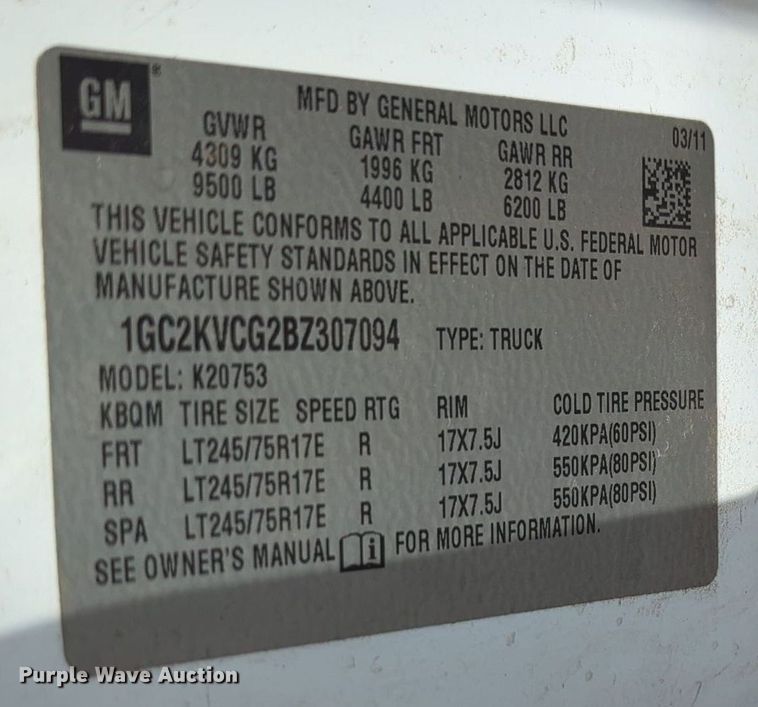 GM®
MFD BY GENERAL MOTORS LLC 03/11
GVWR GAWR FRT GAWR RR
4309 KG 1996 KG 2812 KG
9500 LB 4400 LB 6200 LB
THIS VEHICLE CONFORMS TO ALL APPLICABLE U.S. FEDERAL MOTOR
VEHICLE SAFETY STANDARDS IN EFFECT ON THE DATE OF
MANUFACTURE SHOWN ABOVE.
1GC2KVCG2BZ307094 TYPE: TRUCK
MODEL: K20753
KBQM TIRE SIZE SPEED RTG RIM COLD TIRE PRESSURE
FRT LT245/75R17E R 17X7.5J 420KPA(60PSI)
RR LT245/75R17E R 17X7.5J 550KPA(80PSI)
SPA LT245/75R17E R 17X7.5J 550KPA(80PSI)
SEE OWNER'S MANUAL i FOR MORE INFORMATION.
Purple Wave Auction